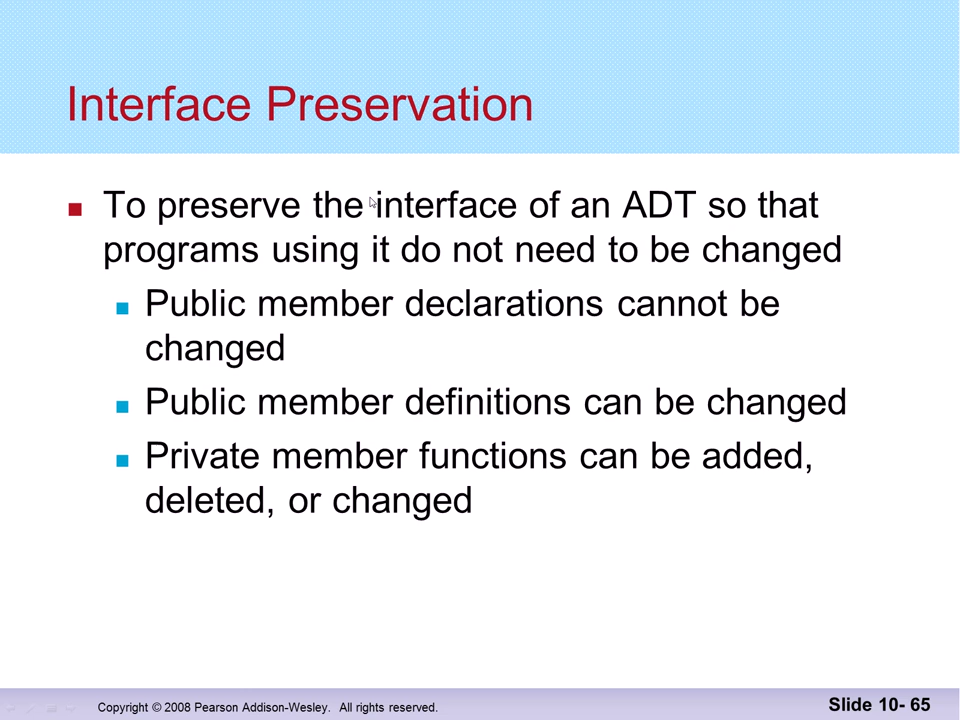 Interface Preservation
To preserve the interface of an ADT so that
programs using it do not need to be changed
Public member declarations cannot be
changed
Public member definitions can be changed
Private member functions can be added,
deleted, or changed
Copyright © 2008 Pearson Addison-Wesley. All rights reserved.
Slide 10- 65